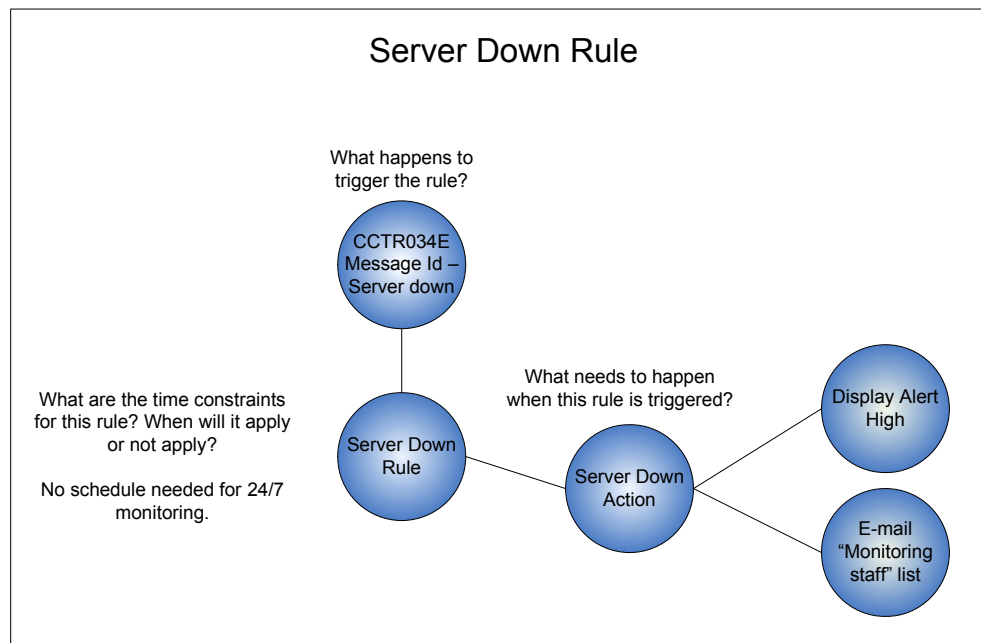 Server Down Rule
What happens to
trigger the rule?
CCTR034E
Message Id –
Server down
What are the time constraints
for this rule? When will it apply
or not apply?
No schedule needed for 24/7
monitoring.
Server Down
Rule
What needs to happen
when this rule is triggered?
Server Down
Action
Display Alert
High
E-mail
“Monitoring
staff” list